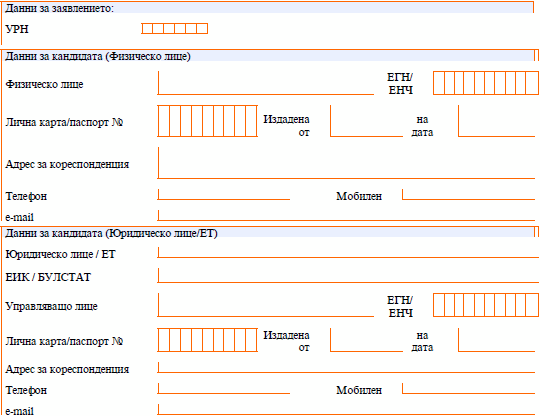 Данни за заявлението:
УРН
Данни за кандидата (Физическо лице)
Физическо лице ЕГН/
ЕНЧ
Лична карта/паспорт № Издадена от на дата
Адрес за кореспонденция
Телефон Мобилен
e-mail
Данни за кандидата (Юридическо лице/ЕТ)
Юридическо лице / ЕТ
ЕИК / БУЛСТАТ
Управляващо лице ЕГН/
ЕНЧ
Лична карта/паспорт № Издадена от на дата
Адрес за кореспонденция
Телефон Мобилен
e-mail